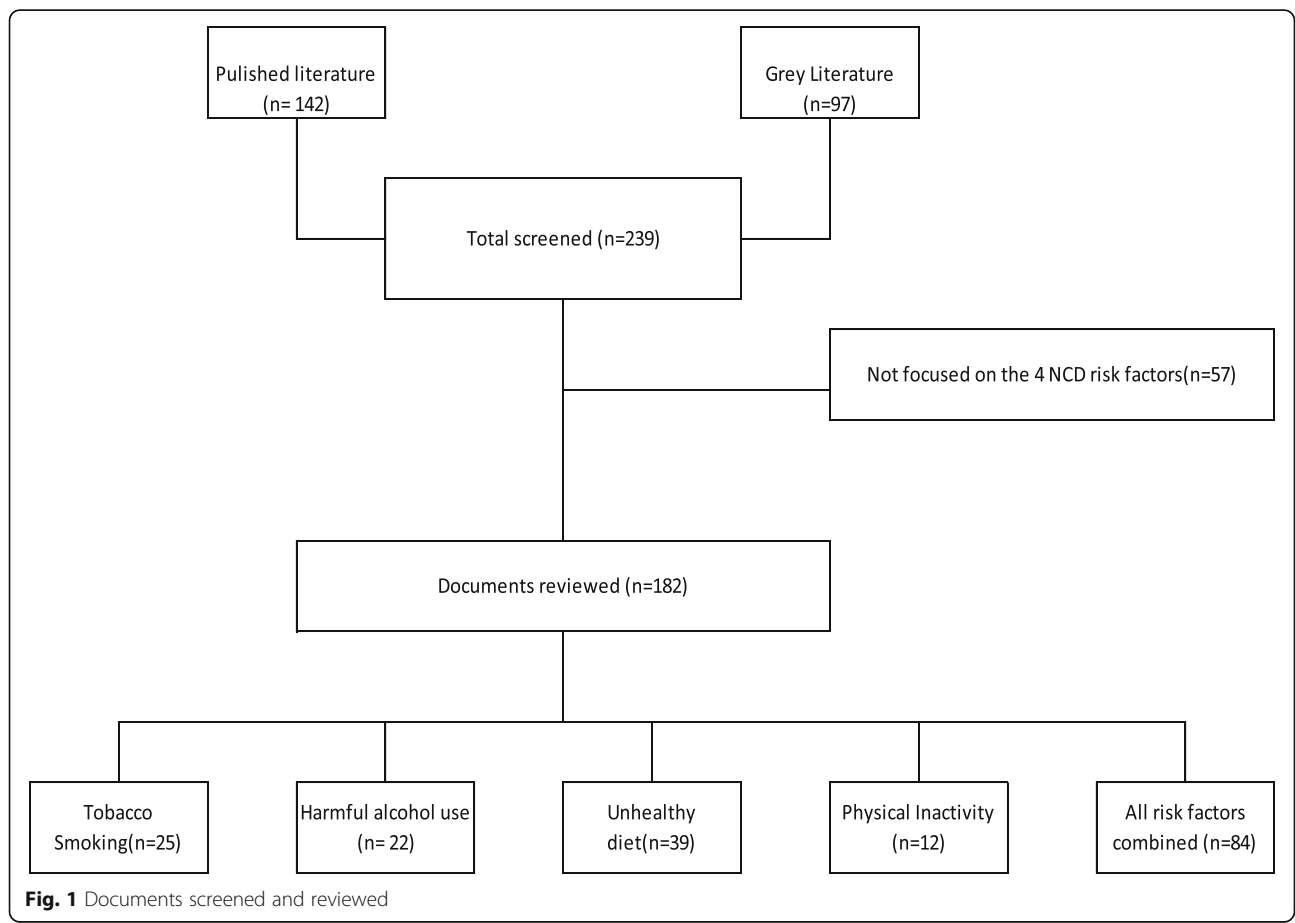 Pulished literature
(n= 142)
Grey Literature
(n=97)
Total screened (n=239)
Not focused on the 4 NCD risk factors(n=57)
Documents reviewed (n=182)
Tobacco
Smoking(n=25)
Harmful alcohol use
(n= 22)
Unhealthy
diet(n=39)
Physical Inactivity
(n=12)
All risk factors
combined (n=84)
Fig. 1 Documents screened and reviewed